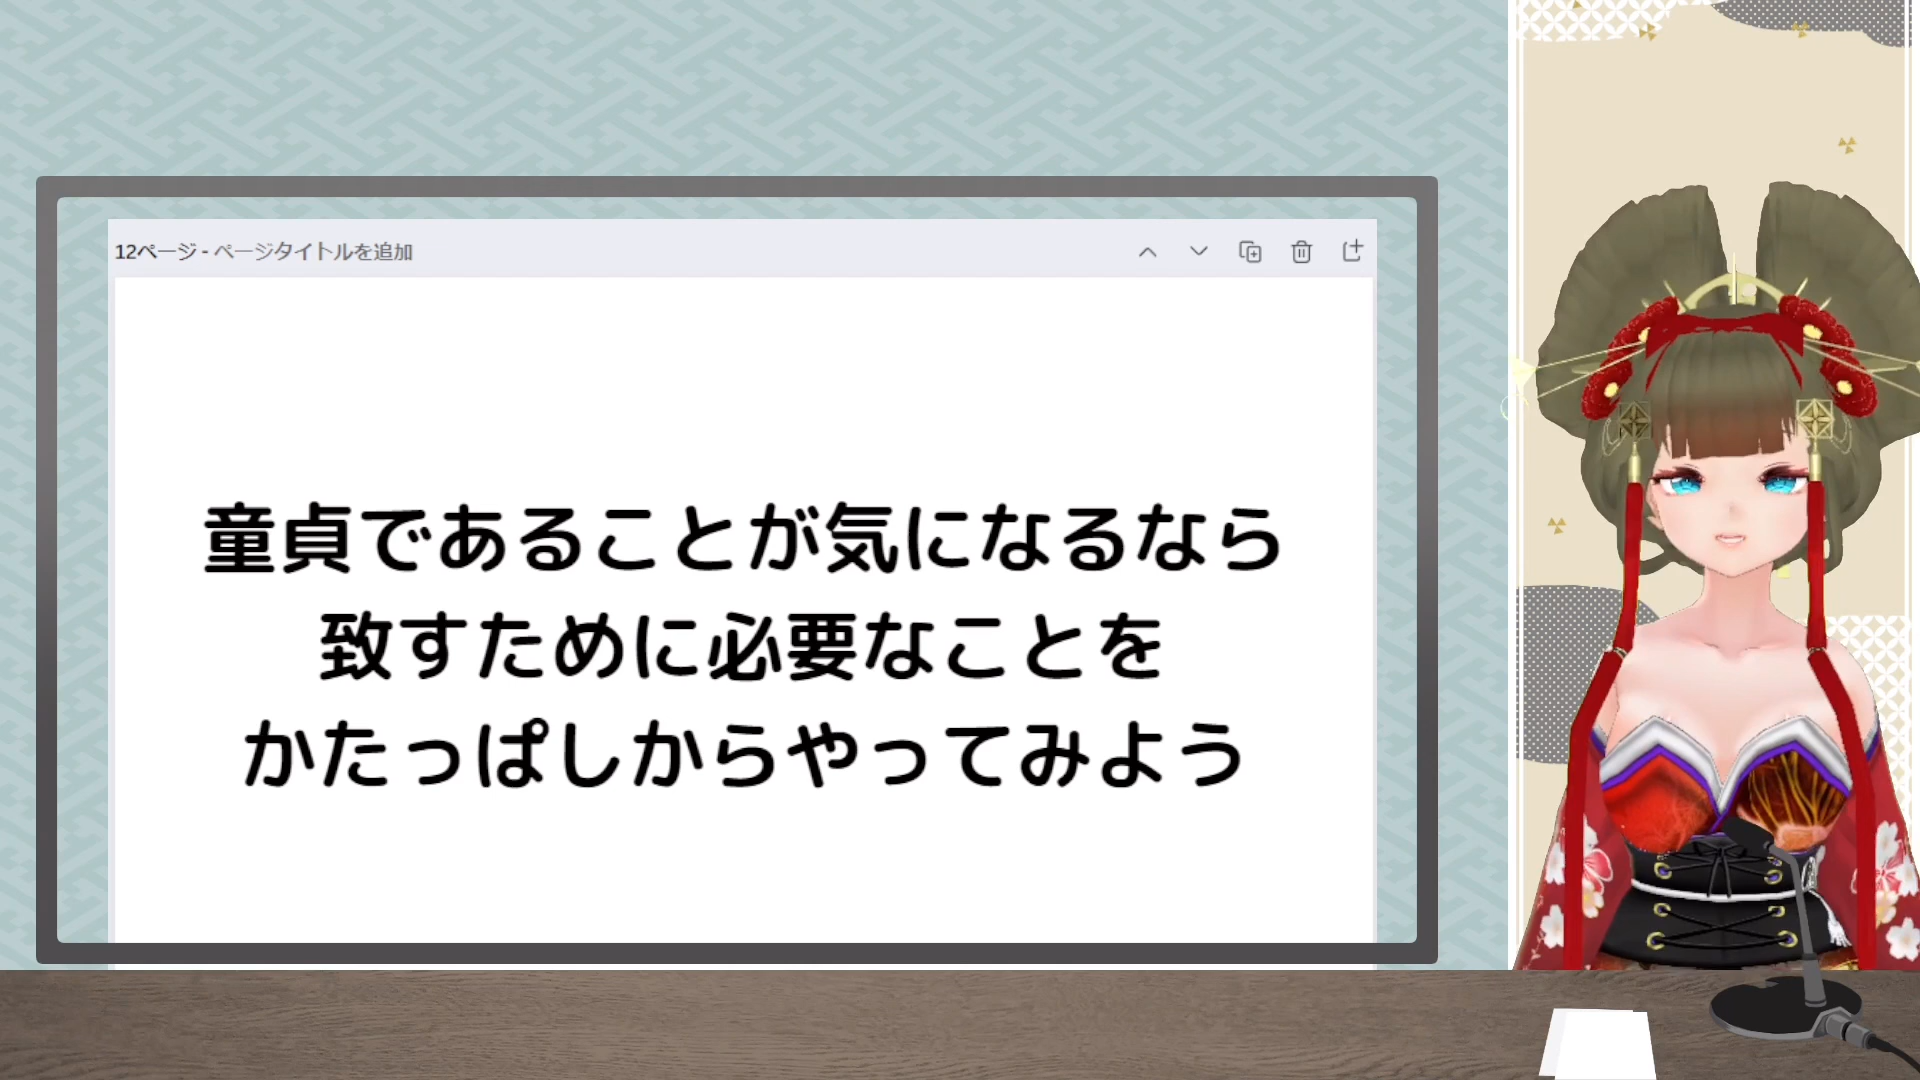 12ページ - ページタイトルを追加
童貞であることが気になるなら
致すために必要なことを
かたっぱしからやってみよう